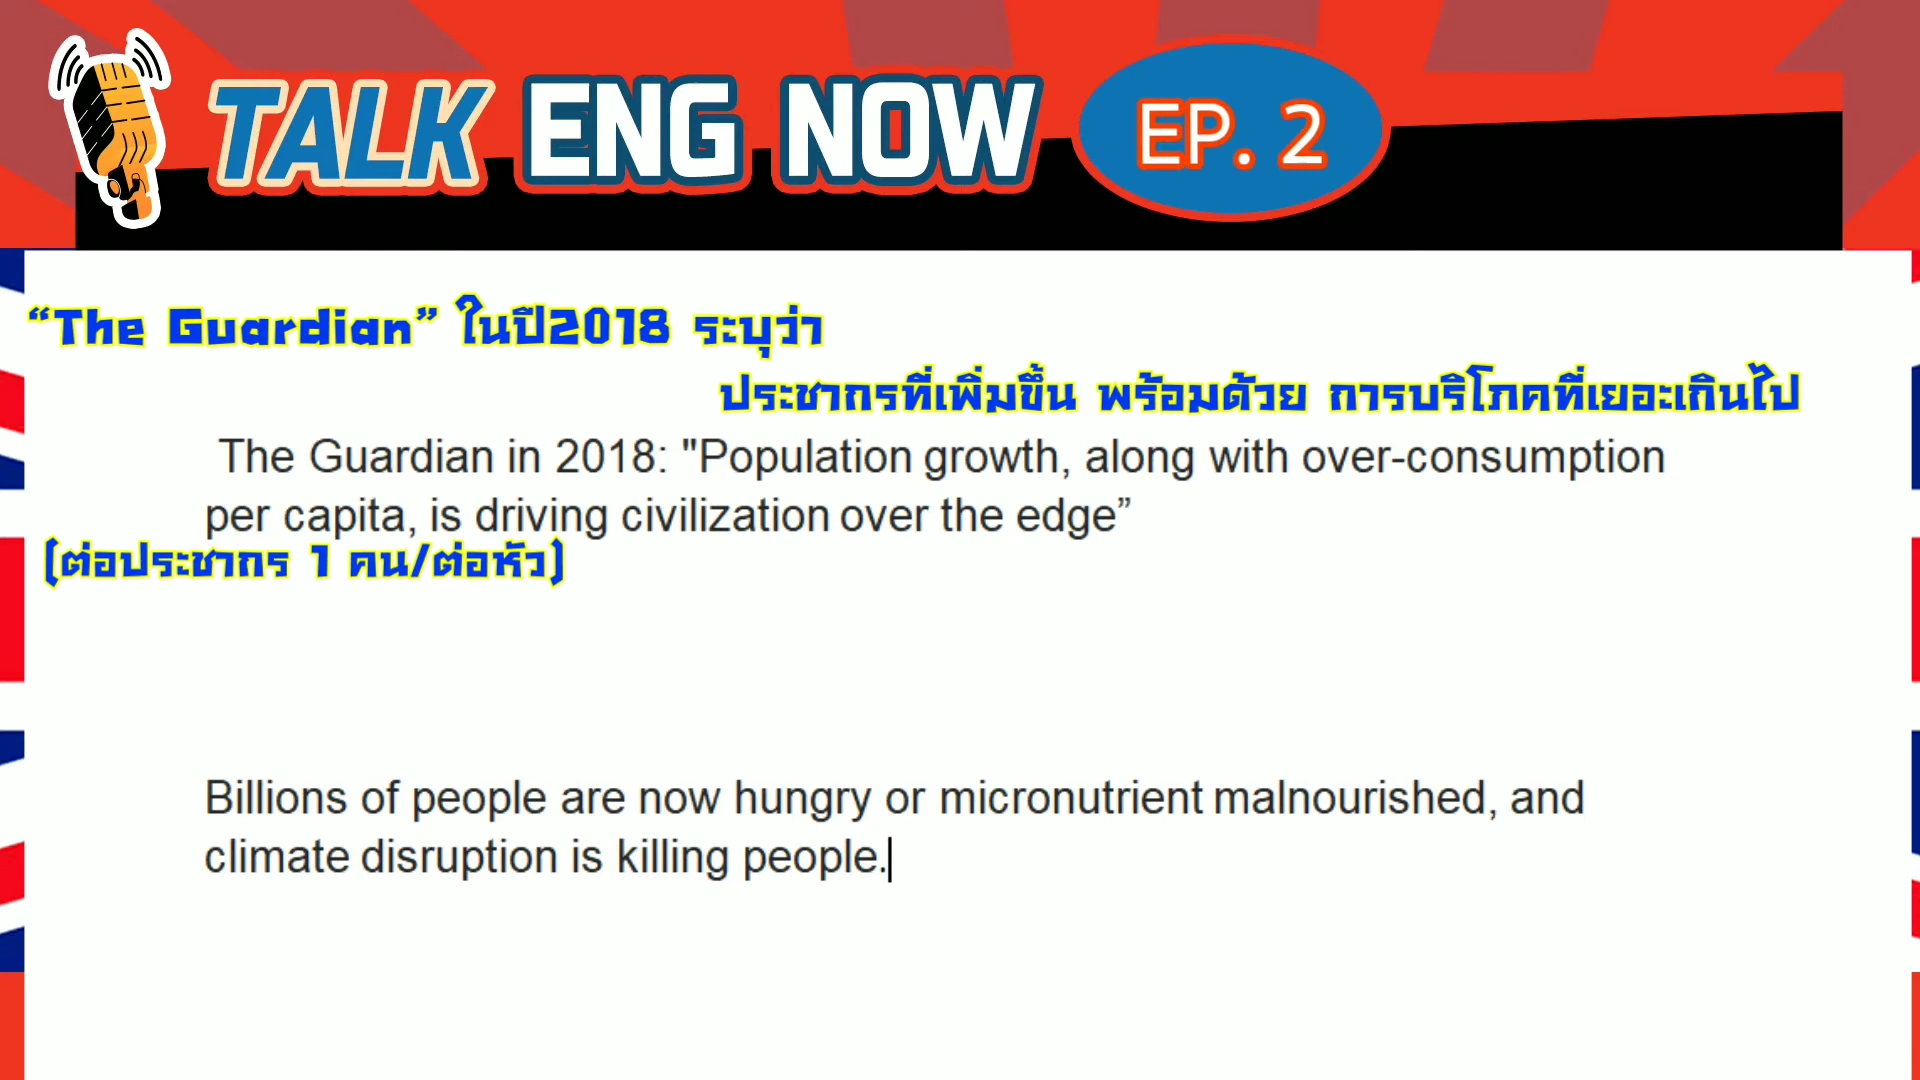 TALK ENG NOW EP. 2
“The Guardian” ในปี2018 ระบุว่า
ประชากรที่เพิ่มขึ้น พร้อมด้วย การบริโภคที่เยอะเกินไป
The Guardian in 2018: "Population growth, along with over-consumption
per capita, is driving civilization over the edge”
(ต่อประชากร 1 คน/ต่อหัว)
Billions of people are now hungry or micronutrient malnourished, and
climate disruption is killing people.